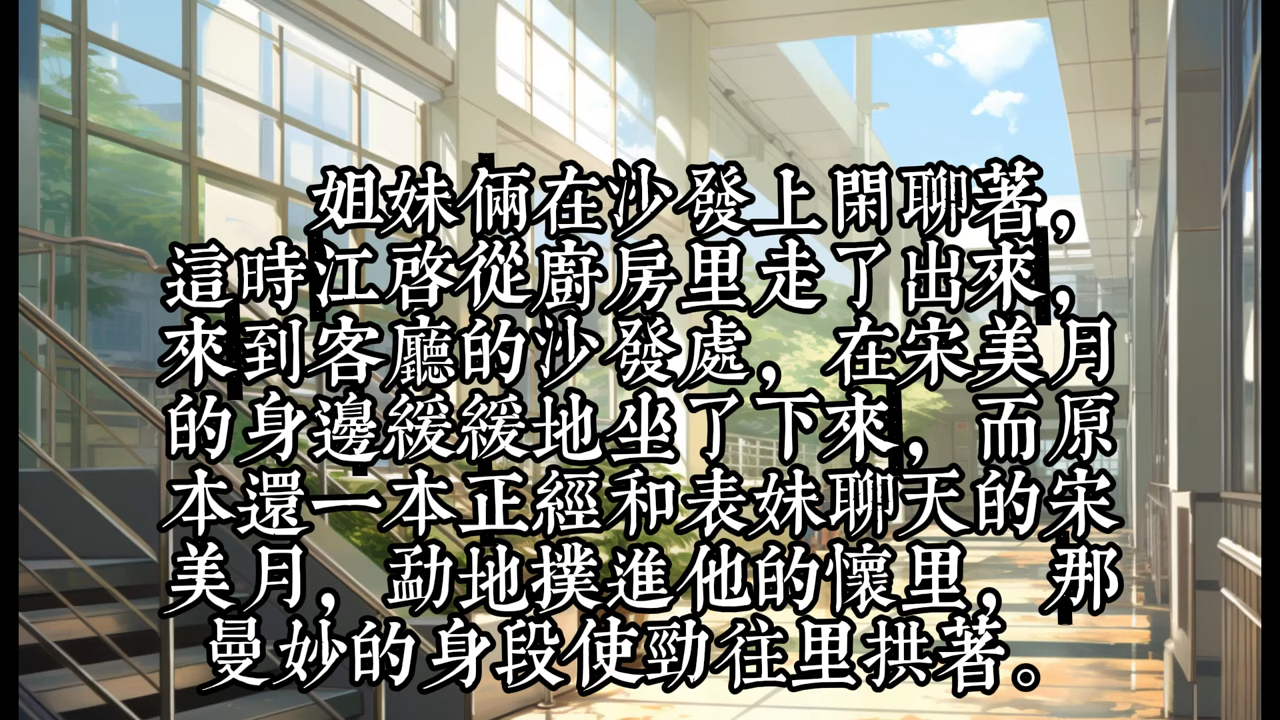 姐妹倆在沙發上閑聊著，
這時江啓從廚房里走了出來，
來到客廳的沙發處，在宋美月
的身邊緩緩地坐了下來，而原
本還一本正經和表妹聊天的宋
美月，勐地撲進他的懷里，那
曼妙的身段使勁往里拱著。